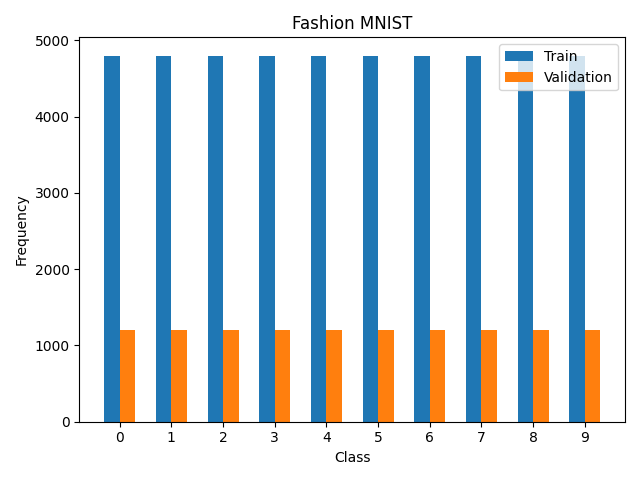 Fashion MNIST
Train
Validation
5000
4000
3000
2000
1000
0
Frequency
0 1 2 3 4 5 6 7 8 9
Class